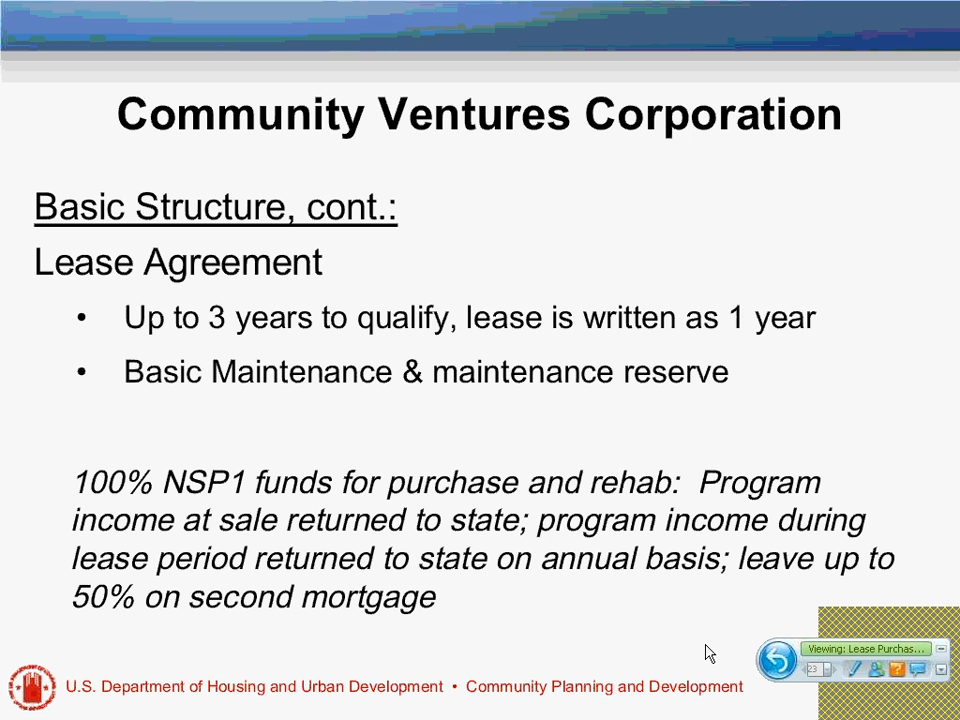 Community Ventures Corporation
Basic Structure, cont.:
Lease Agreement
• Up to 3 years to qualify, lease is written as 1 year
• Basic Maintenance & maintenance reserve
100% NSP1 funds for purchase and rehab: Program
income at sale returned to state; program income during
lease period returned to state on annual basis; leave up to
50% on second mortgage
Viewing: Lease Purchas...
23
U.S. Department of Housing and Urban Development • Community Planning and Development